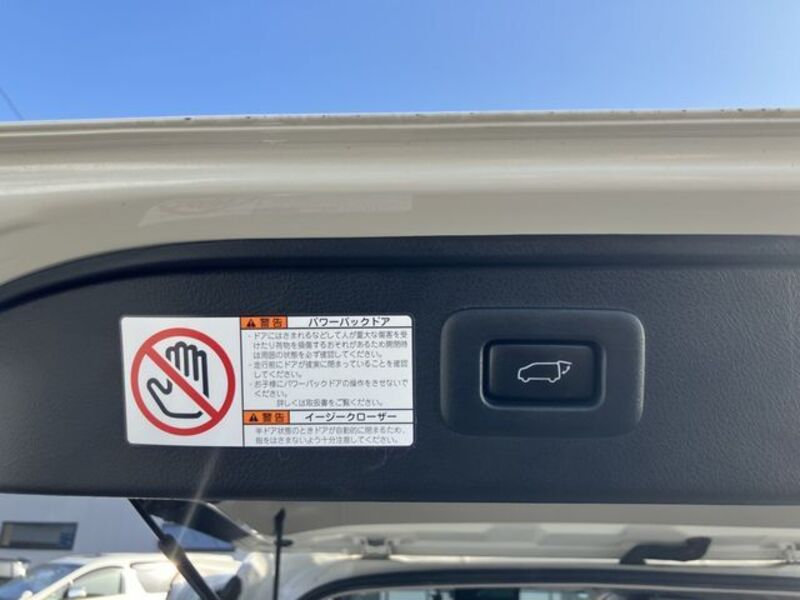 警告 パワーバックドア
・ドアにはさまれるなどして人が重大な傷害を受
けたり荷物を損傷するおそれがあるため開閉時
は周囲の状態を必ず確認してください。
・走行前にドアが確実に閉まっていることを確認
してください。
・お子様にパワーバックドアの操作をさせないで
ください。
詳しくは取扱書をご覧ください。
警告 イージークローザー
半ドア状態のときドアが自動的に閉まるため、
指をはさまないよう十分注意してください。